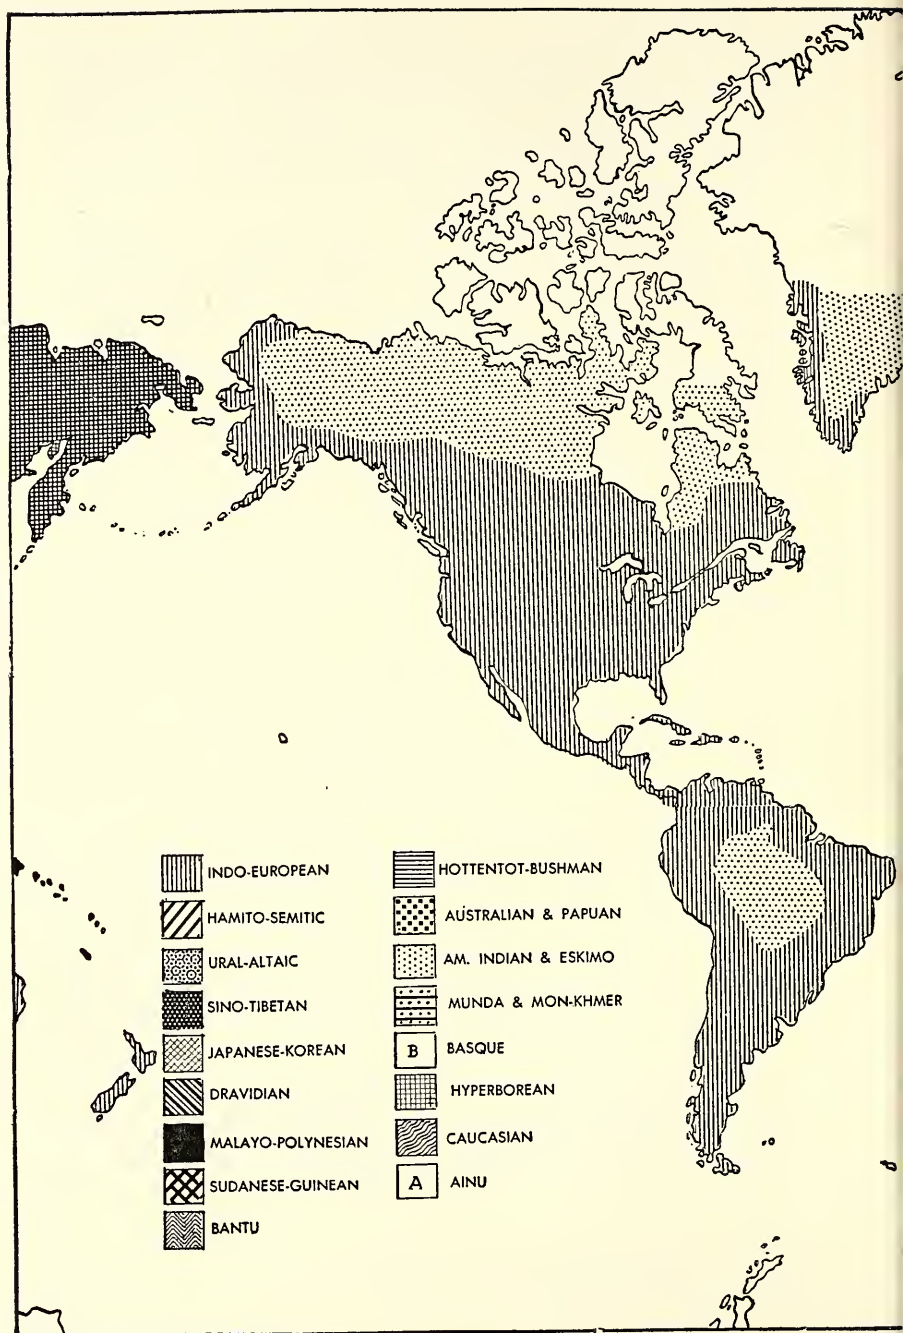 INDO-EUROPEAN
HAMITO-SEMITIC
URAL-ALTAIC
SINO-TIBETAN
JAPANESE-KOREAN
DRAVIDIAN
MALAYO-POLYNESIAN
SUDANESE-GUINEAN
BANTU
HOTTENTOT-BUSHMAN
AUSTRALIAN & PAPUAN
AM. INDIAN & ESKIMO
MUNDA & MON-KHMER
B BASQUE
HYPERBOREAN
CAUCASIAN
A AINU